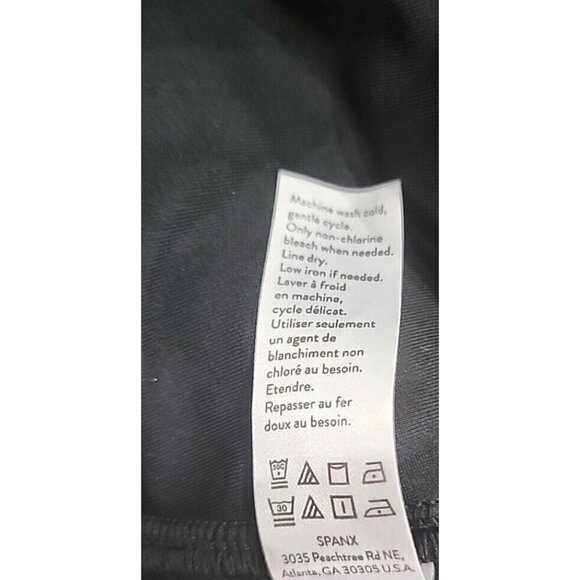 Machine wash cold,
gentle cycle.
Only non-chlorine
bleach when needed.
Line dry.
Low iron if needed.
Laver à froid
en machine,
cycle délicat.
Utiliser seulement
un agent de
blanchiment non
chloré au besoin.
Etendre.
Repasser au fer
doux au besoin.
30C
30
SPANX
3035 Peachtree Rd NE,
Atlanta, GA 30305 U.S.A.